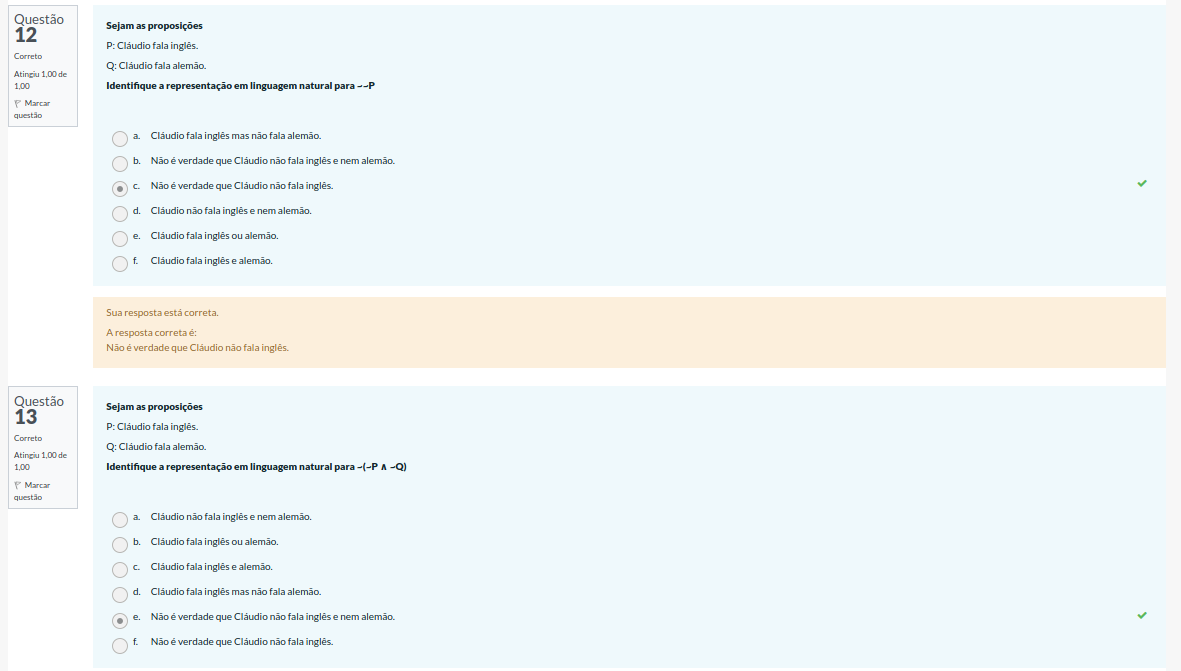 Questão
12
Correto
Atingiu 1,00 de
1,00
Marcar
questão
Sejam as proposições
P: Cláudio fala inglês.
Q: Cláudio fala alemão.
Identifique a representação em linguagem natural para ~~P
a. Cláudio fala inglês mas não fala alemão.
b. Não é verdade que Cláudio não fala inglês e nem alemão.
c. Não é verdade que Cláudio não fala inglês.
d. Cláudio não fala inglês e nem alemão.
e. Cláudio fala inglês ou alemão.
f. Cláudio fala inglês e alemão.
Sua resposta está correta.
A resposta correta é:
Não é verdade que Cláudio não fala inglês.
Questão
13
Correto
Atingiu 1,00 de
1,00
Marcar
questão
Sejam as proposições
P: Cláudio fala inglês.
Q: Cláudio fala alemão.
Identifique a representação em linguagem natural para ~(~P ∧ ~Q)
a. Cláudio não fala inglês e nem alemão.
b. Cláudio fala inglês ou alemão.
c. Cláudio fala inglês e alemão.
d. Cláudio fala inglês mas não fala alemão.
e. Não é verdade que Cláudio não fala inglês e nem alemão.
f. Não é verdade que Cláudio não fala inglês.